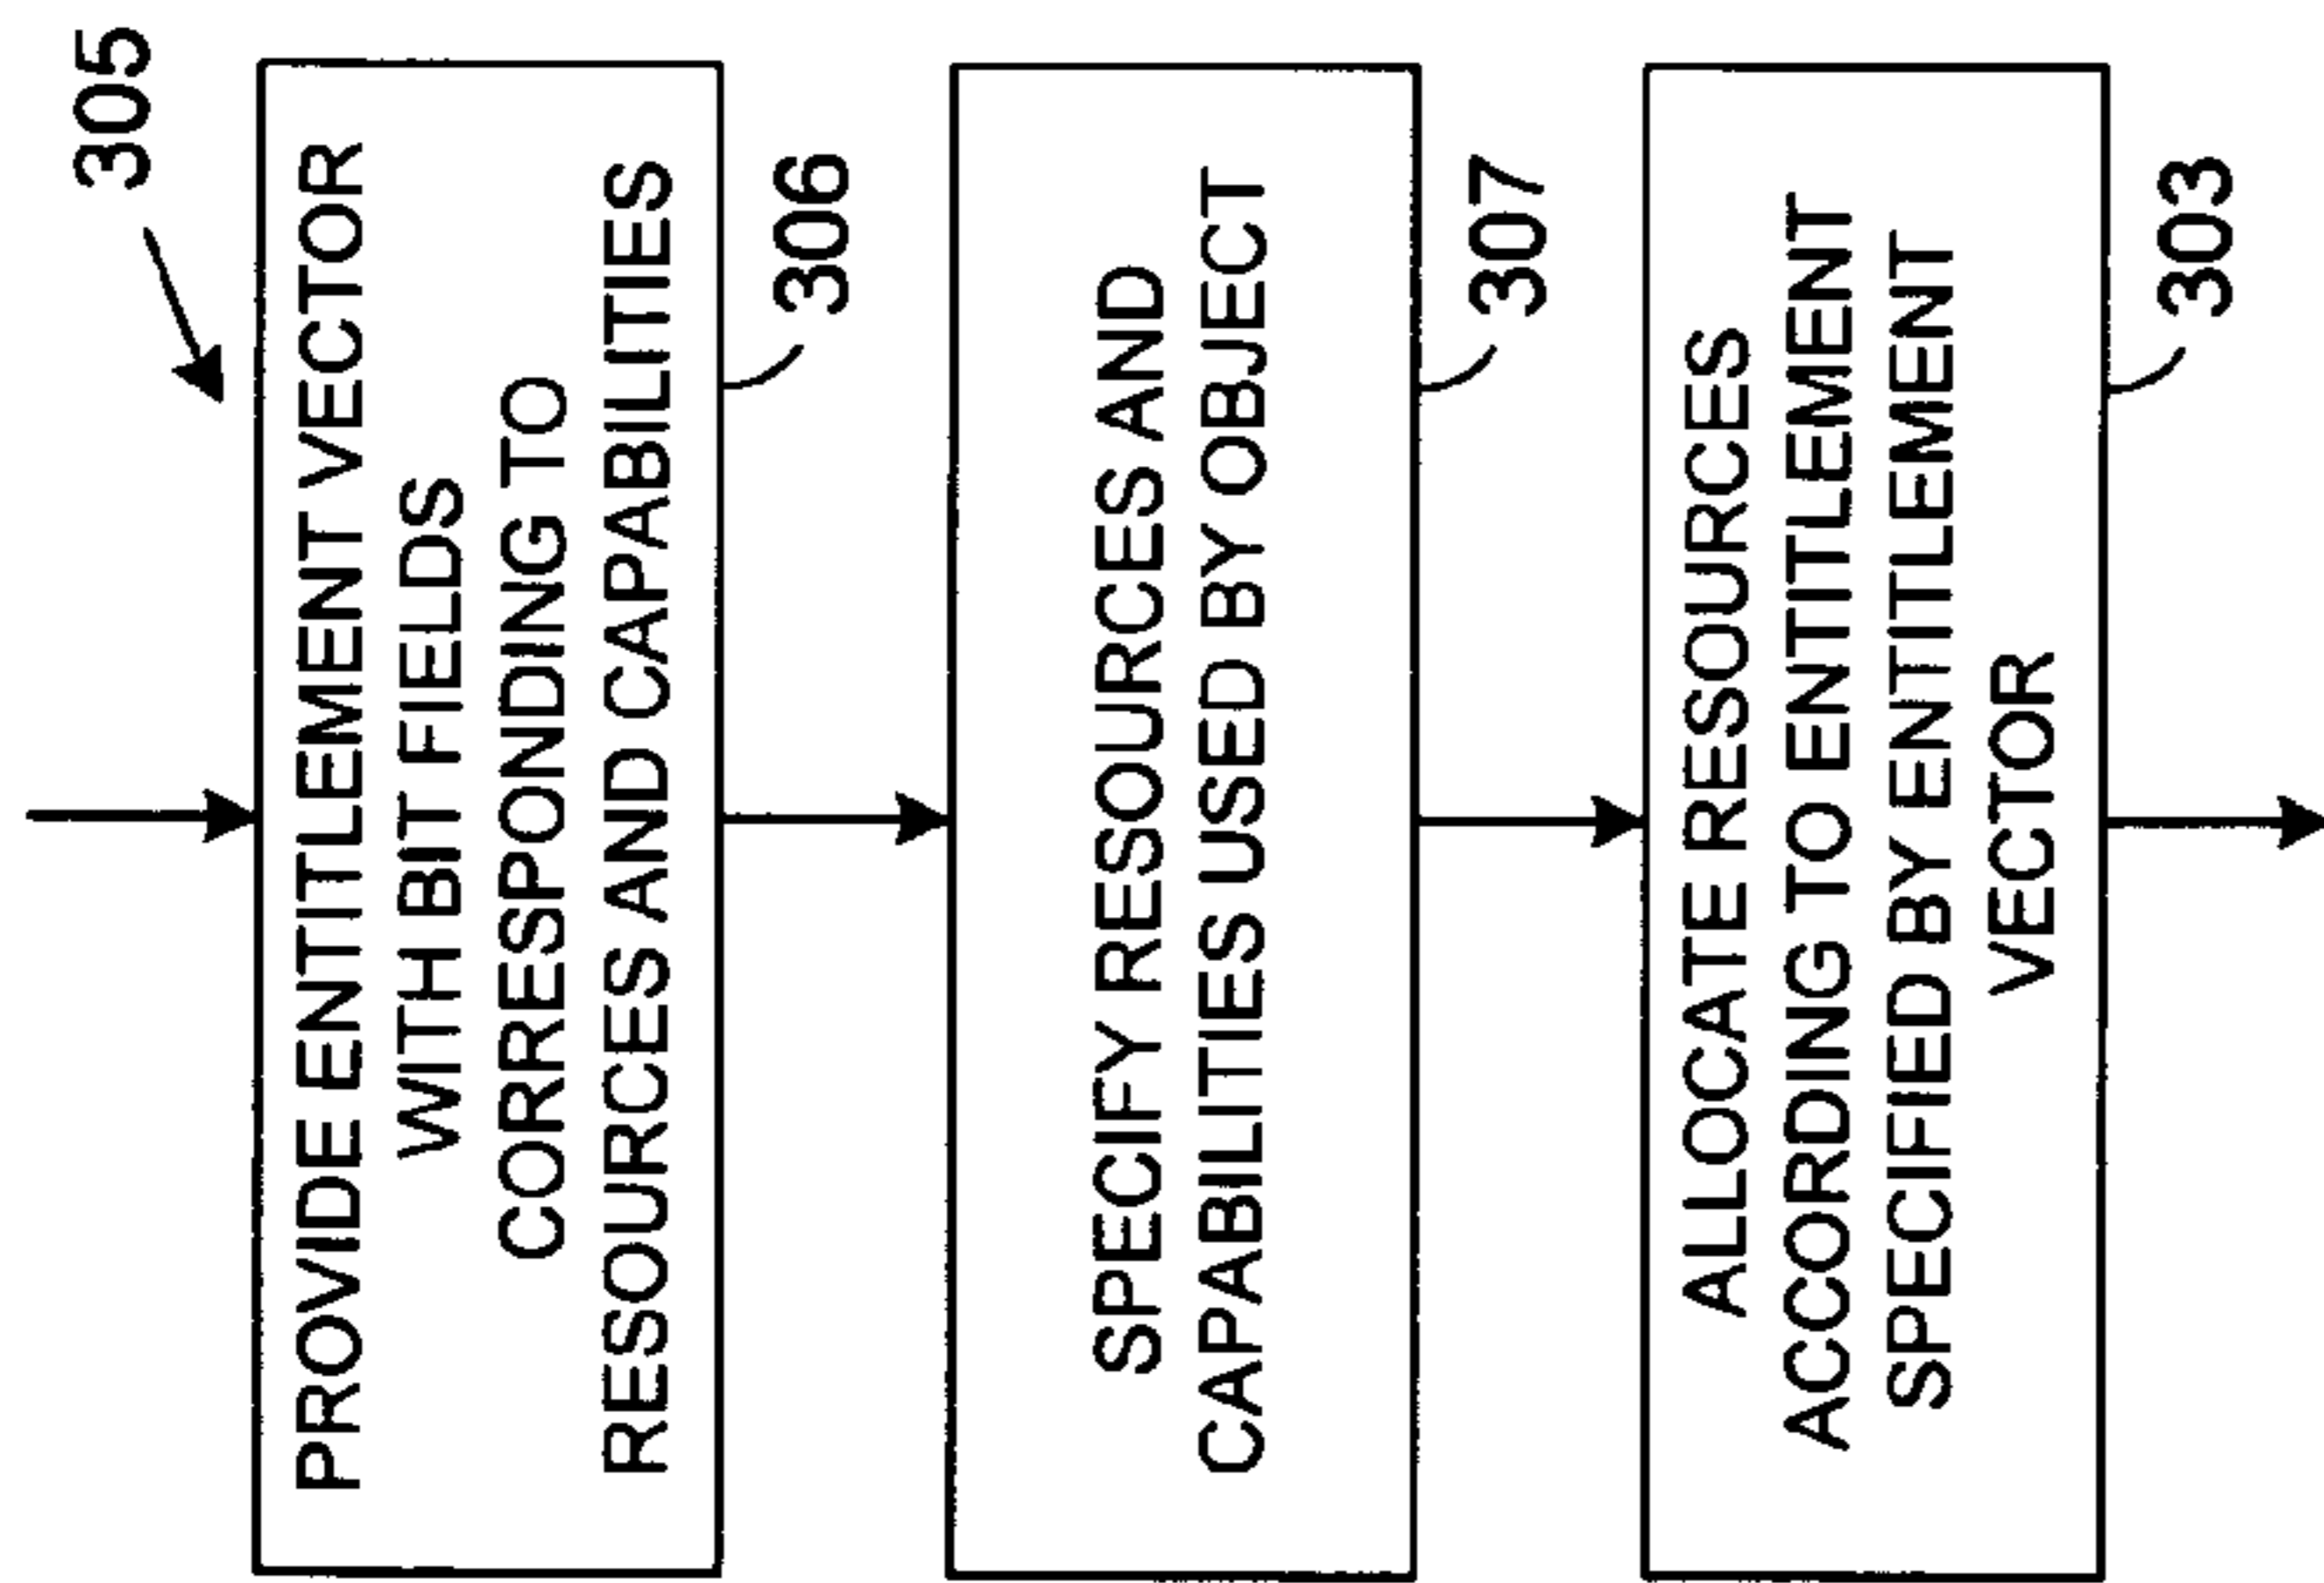 305
PROVIDE ENTITLEMENT VECTOR
WITH BIT FIELDS
CORRESPONDING TO
RESOURCES AND CAPABILITIES
306
SPECIFY RESOURCES AND
CAPABILITIES USED BY OBJECT
307
ALLOCATE RESOURCES
ACCORDING TO ENTITLEMENT
SPECIFIED BY ENTITLEMENT
VECTOR
303